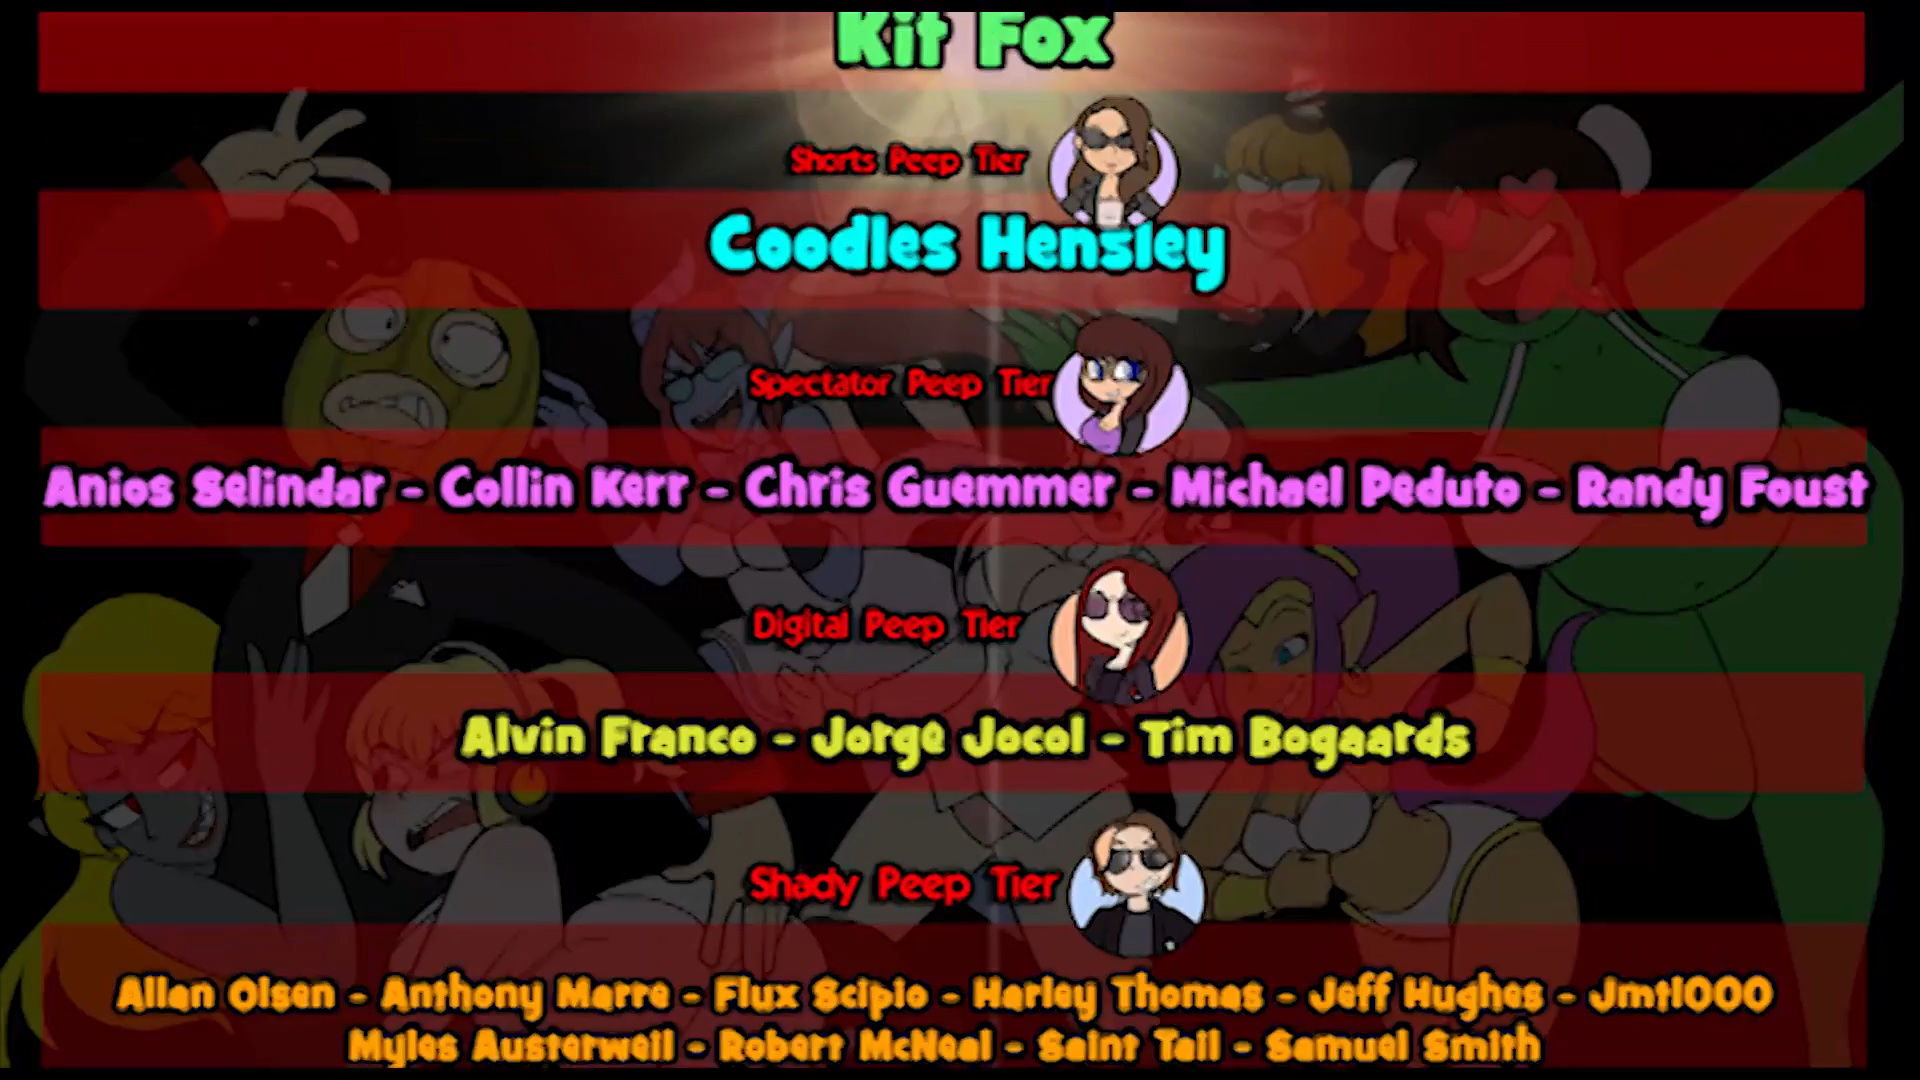 Kit Fox
Shorts Peep Tier
Coodles Hensley
Spectator Peep Tier
Anios Selindar - Collin Kerr - Chris Guemmer - Michael Peduto - Randy Foust
Digital Peep Tier
Alvin Franco - Jorge Jocol - Tim Bogaards
Shady Peep Tier
Allan Olsen - Anthony Marre - Flux Scipio - Harley Thomas - Jeff Hughes - Jmt1000
Myles Austerweil - Robert McNeal - Saint Tail - Samuel Smith